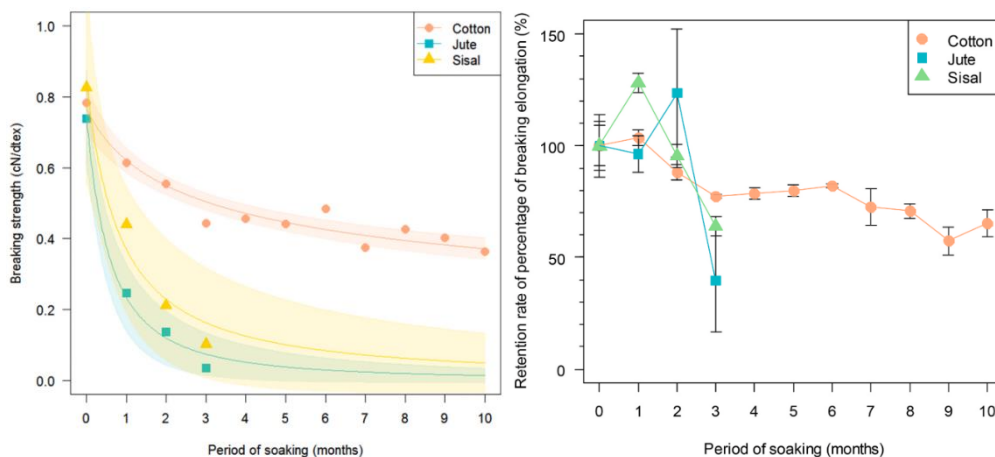 Breaking strength (cN/dtex)
1.0
0.8
0.6
0.4
0.2
0.0
Cotton
Jute
Sisal
0 1 2 3 4 5 6 7 8 9 10
Period of soaking (months)
Retention rate of percentage of breaking elongation (%)
150
100
50
0
Cotton
Jute
Sisal
0 1 2 3 4 5 6 7 8 9 10
Period of soaking (months)